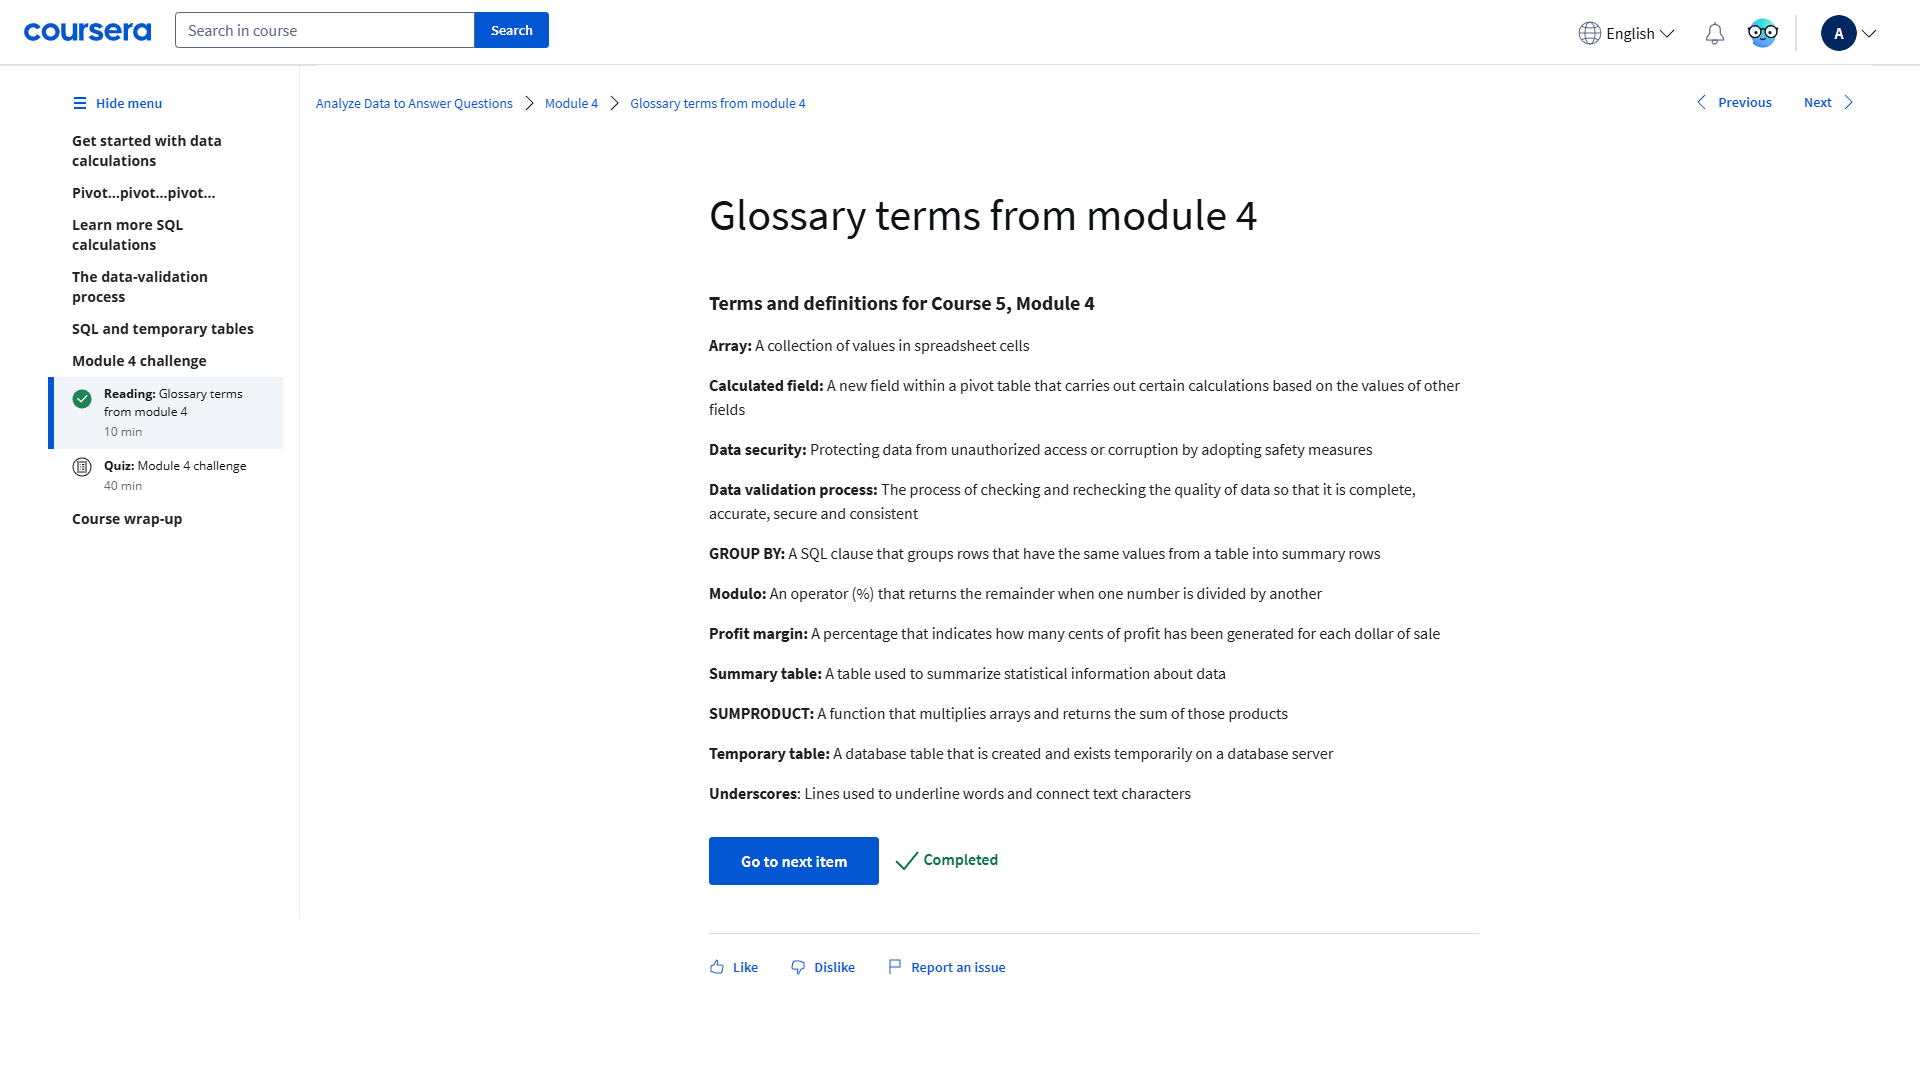 coursera
Search in course
Search
English
A
Hide menu
Get started with data
calculations
Pivot...pivot...pivot...
Learn more SQL
calculations
The data-validation
process
SQL and temporary tables
Module 4 challenge
Reading: Glossary terms
from module 4
10 min
Quiz: Module 4 challenge
40 min
Course wrap-up
Analyze Data to Answer Questions
Module 4
Glossary terms from module 4
Previous
Next
Glossary terms from module 4
Terms and definitions for Course 5, Module 4
Array: A collection of values in spreadsheet cells
Calculated field: A new field within a pivot table that carries out certain calculations based on the values of other
fields
Data security: Protecting data from unauthorized access or corruption by adopting safety measures
Data validation process: The process of checking and rechecking the quality of data so that it is complete,
accurate, secure and consistent
GROUP BY: A SQL clause that groups rows that have the same values from a table into summary rows
Modulo: An operator (%) that returns the remainder when one number is divided by another
Profit margin: A percentage that indicates how many cents of profit has been generated for each dollar of sale
Summary table: A table used to summarize statistical information about data
SUMPRODUCT: A function that multiplies arrays and returns the sum of those products
Temporary table: A database table that is created and exists temporarily on a database server
Underscores: Lines used to underline words and connect text characters
Go to next item
Completed
Like
Dislike
Report an issue